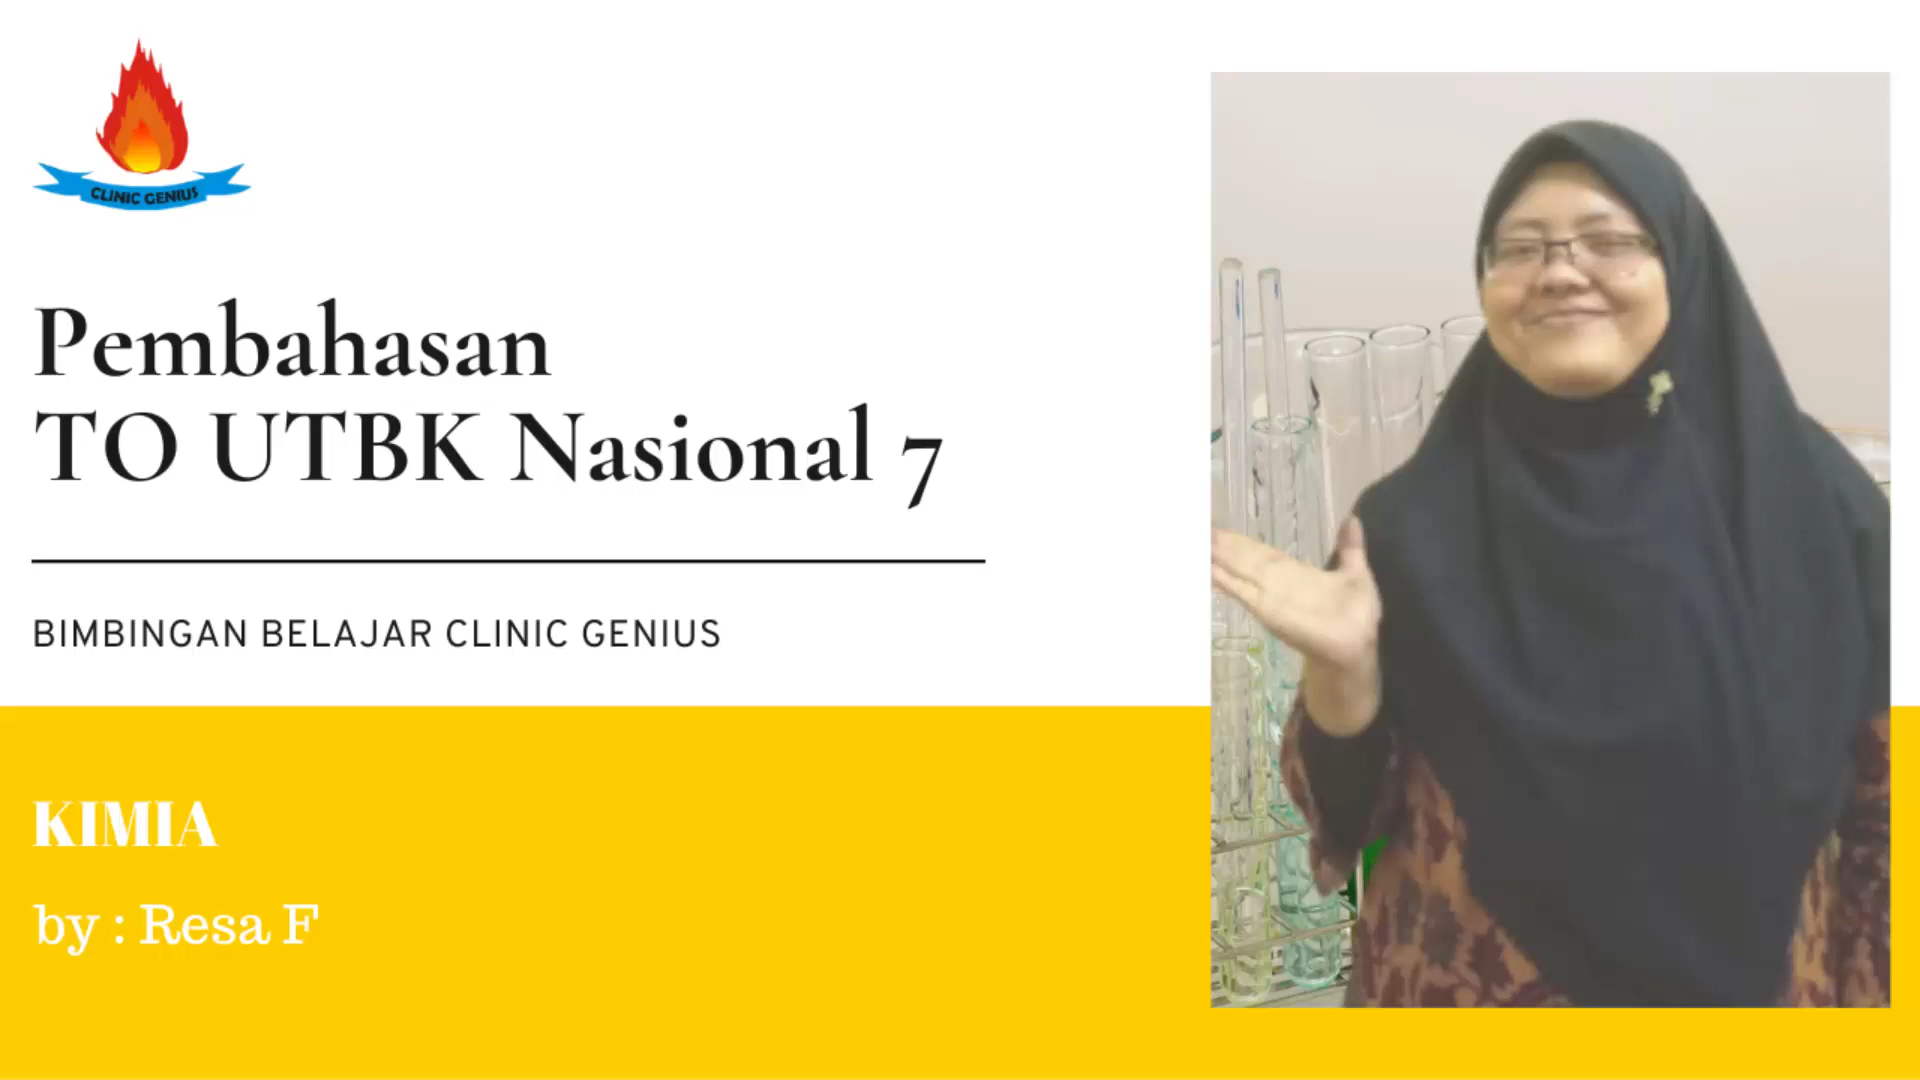 CLINIC GENIUS
Pembahasan
TO UTBK Nasional 7
BIMBINGAN BELAJAR CLINIC GENIUS
KIMIA
by : Resa F